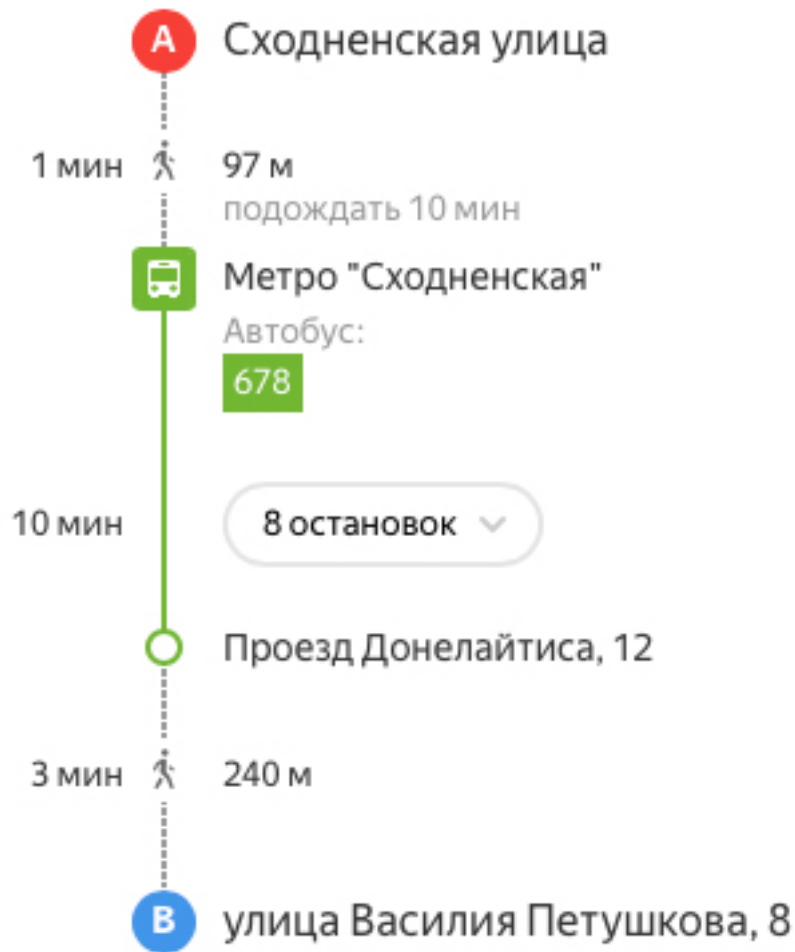 A Сходненская улица
1 мин 97 м
подождать 10 мин
Метро "Сходненская"
Автобус:
678
10 мин 8 остановок
Проезд Донелайтиса, 12
3 мин 240 м
B улица Василия Петушкова, 8